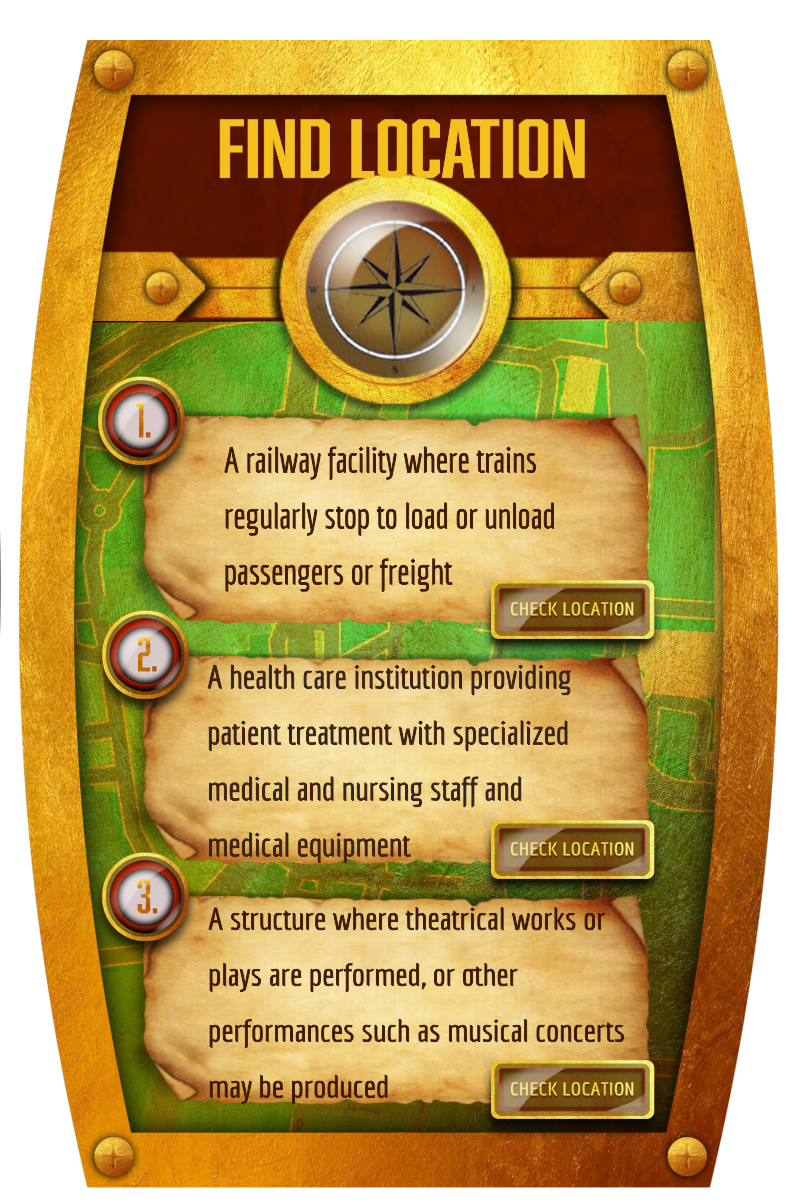 FIND LOCATION
N
W
S
1.
A railway facility where trains
regularly stop to load or unload
passengers or freight
CHECK LOCATION
2.
A health care institution providing
patient treatment with specialized
medical and nursing staff and
medical equipment
CHECK LOCATION
3.
A structure where theatrical works or
plays are performed, or other
performances such as musical concerts
may be produced
CHECK LOCATION